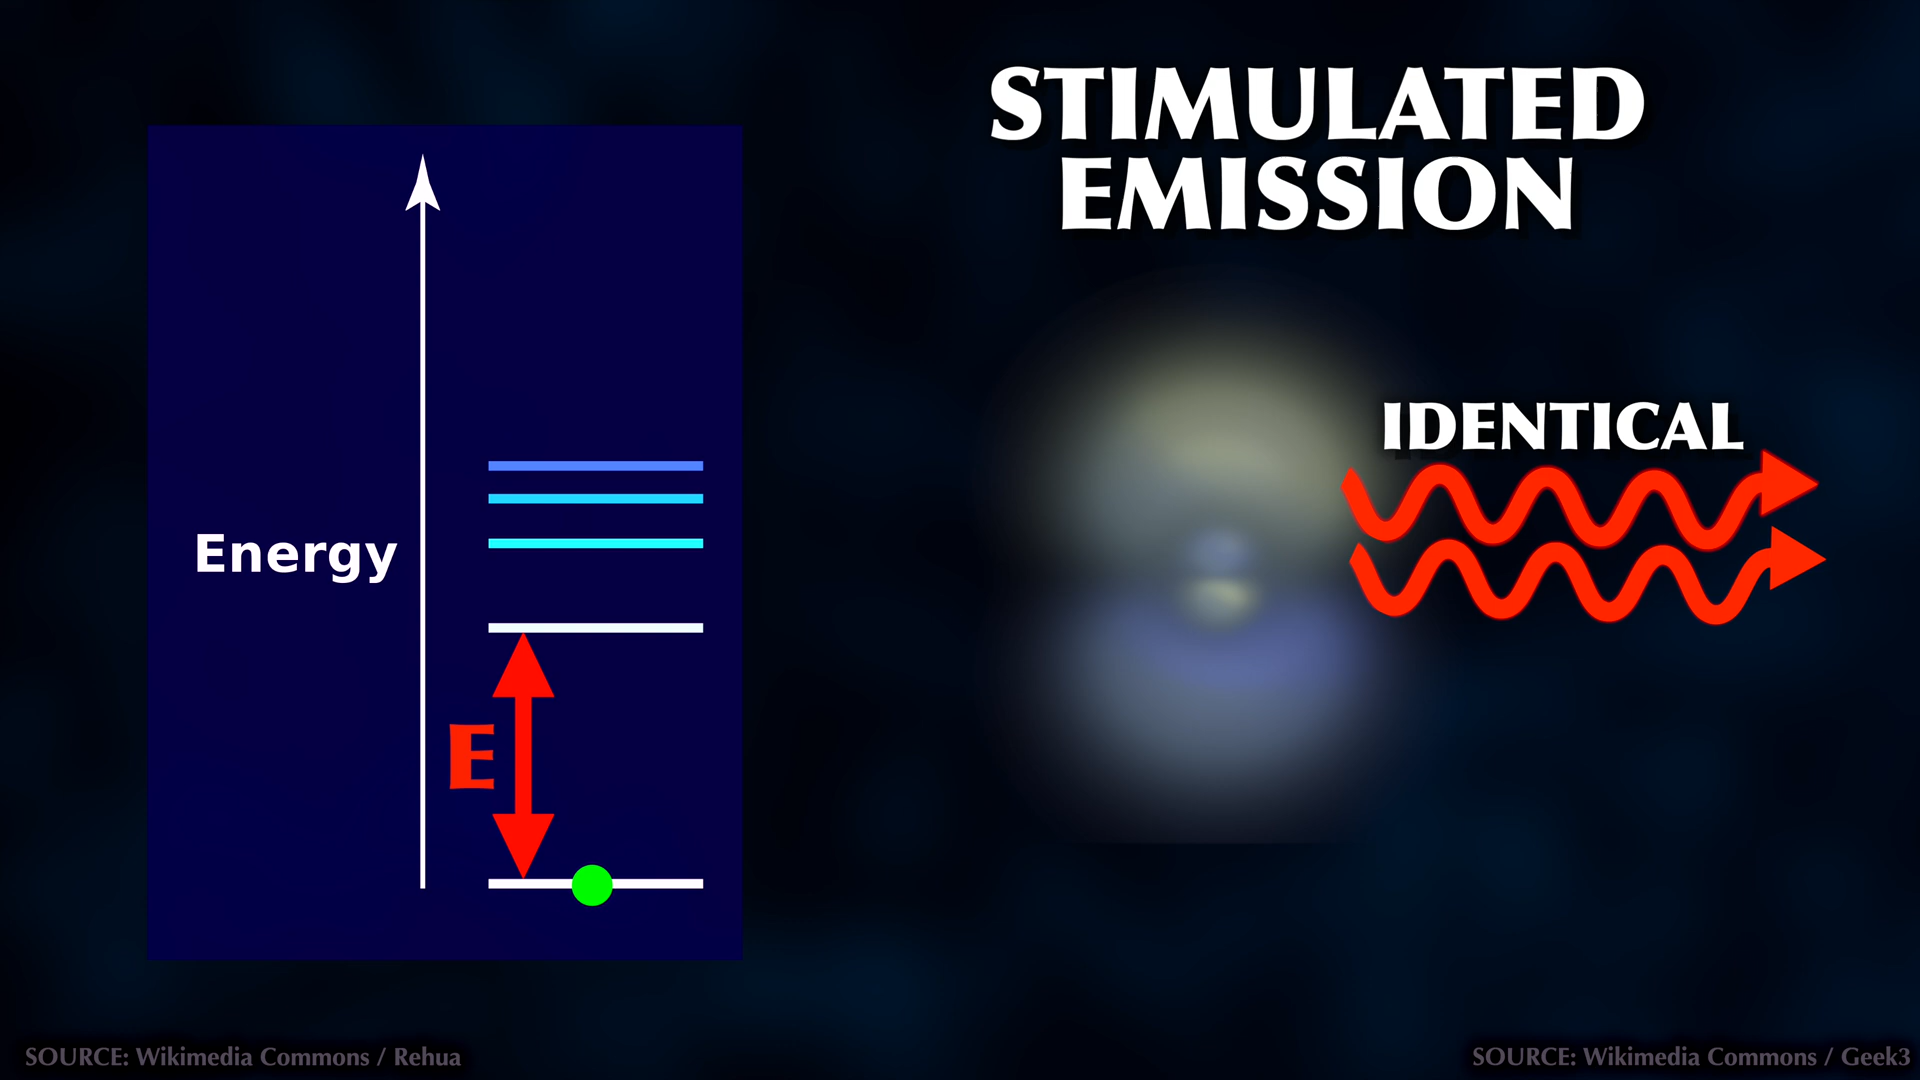 STIMULATED
EMISSION
IDENTICAL
Energy
E
SOURCE: Wikimedia Commons / Rehua
SOURCE: Wikimedia Commons / Geek3